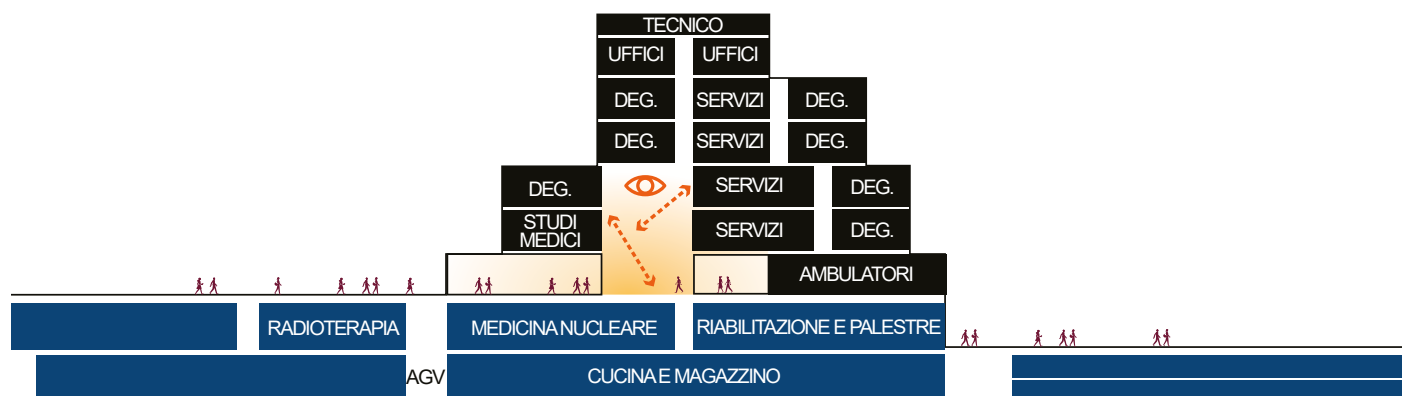 TECNICO
UFFICI UFFICI
DEG. SERVIZI DEG.
DEG. SERVIZI DEG.
DEG. SERVIZI DEG.
STUDI
MEDICI SERVIZI DEG.
AMBULATORI
RADIOTERAPIA MEDICINA NUCLEARE RIABILITAZIONE E PALESTRE
AGV CUCINA E MAGAZZINO